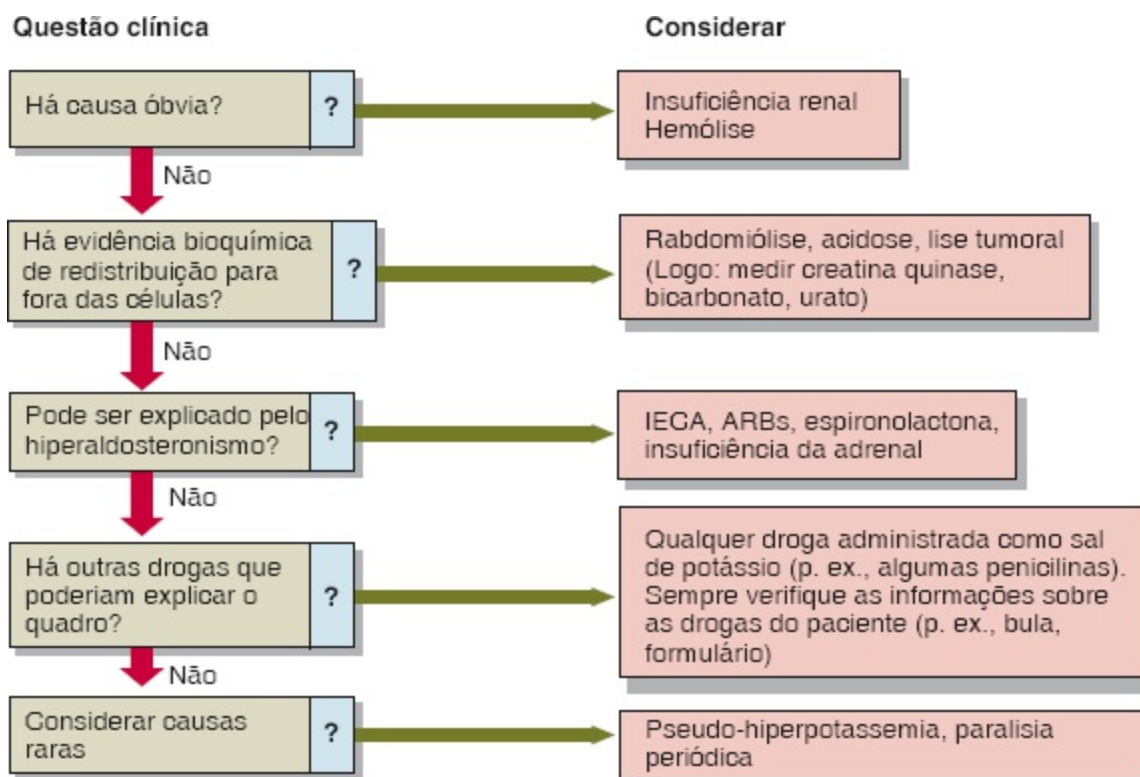 Questão clínica
Considerar
Há causa óbvia?
?
Insuficiência renal
Hemólise
Não
Há evidência bioquímica
de redistribuição para
fora das células?
?
Rabdomiólise, acidose, lise tumoral
(Logo: medir creatina quinase,
bicarbonato, urato)
Não
Pode ser explicado pelo
hiperaldosteronismo?
?
IECA, ARBs, espironolactona,
insuficiência da adrenal
Não
Há outras drogas que
poderiam explicar o
quadro?
?
Qualquer droga administrada como sal
de potássio (p. ex., algumas penicilinas).
Sempre verifique as informações sobre
as drogas do paciente (p. ex., bula,
formulário)
Não
Considerar causas
raras
?
Pseudo-hiperpotassemia, paralisia
periódica